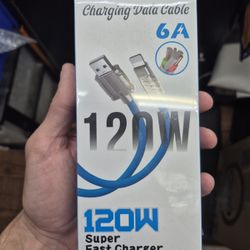 Charging Data Cable
6A
120W
120W
Super
Fast Charger